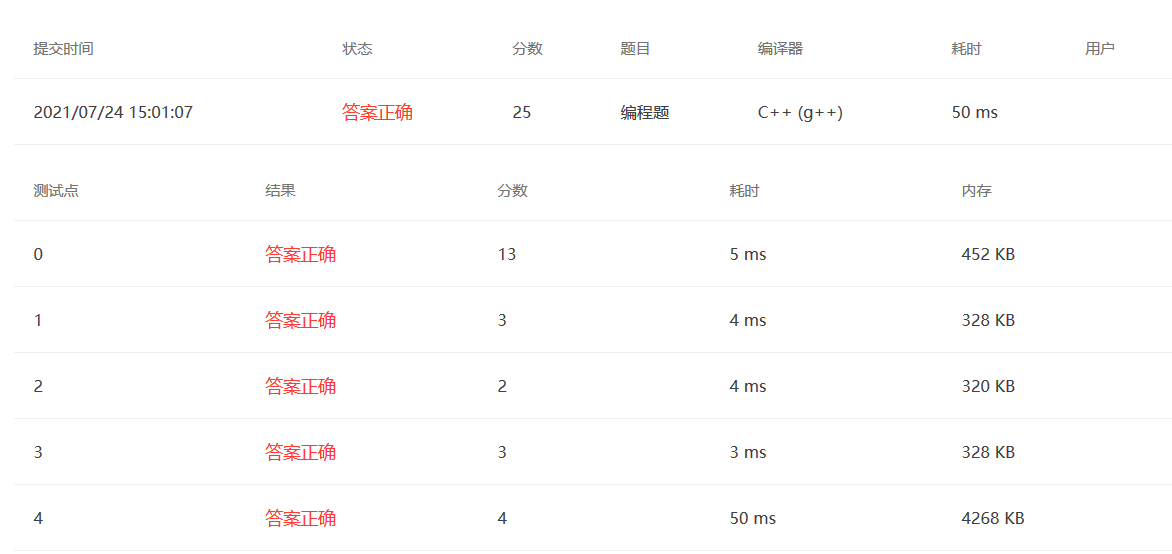 提交时间 状态 分数 题目 编译器 耗时 用户
2021/07/24 15:01:07 答案正确 25 编程题 C++ (g++) 50 ms
测试点 结果 分数 耗时 内存
0 答案正确 13 5 ms 452 KB
1 答案正确 3 4 ms 328 KB
2 答案正确 2 4 ms 320 KB
3 答案正确 3 3 ms 328 KB
4 答案正确 4 50 ms 4268 KB